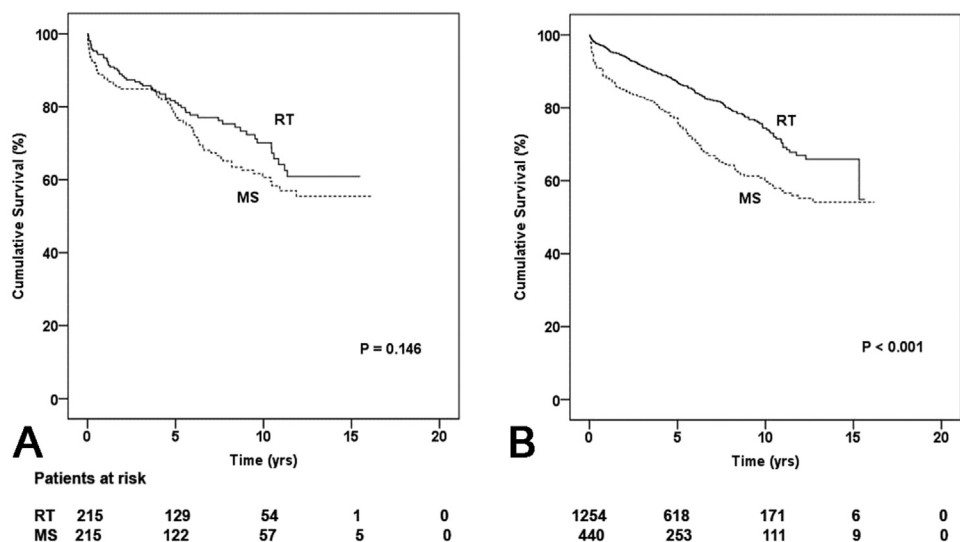 100
80
60
40
20
0
Cumulative Survival (%)
RT
MS
P = 0.146
0 5 10 15 20
Time (yrs)
A
100
80
60
40
20
0
Cumulative Survival (%)
RT
MS
P < 0.001
0 5 10 15 20
Time (yrs)
B
Patients at risk
RT 215 129 54 1 0 1254 618 171 6 0
MS 215 122 57 5 0 440 253 111 9 0